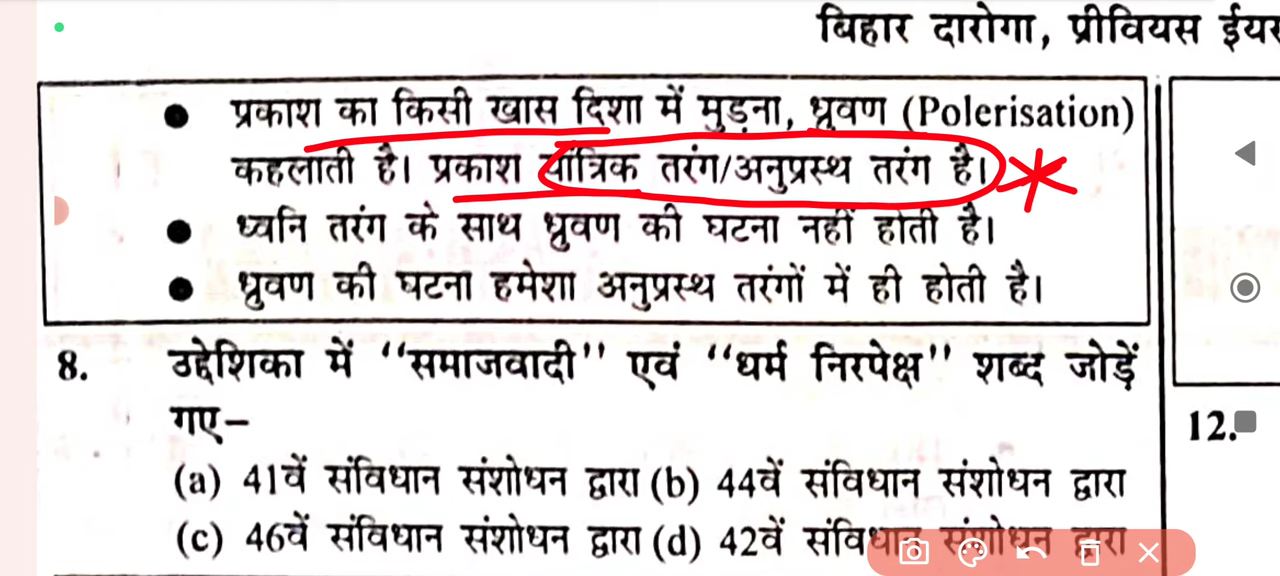 बिहार दारोगा, प्रीवियस ईयर
● प्रकाश का किसी खास दिशा में मुड़ना, ध्रुवण (Polerisation)
कहलाती है। प्रकाश यांत्रिक तरंग/अनुप्रस्थ तरंग है।
● ध्वनि तरंग के साथ ध्रुवण की घटना नहीं होती है।
● ध्रुवण की घटना हमेशा अनुप्रस्थ तरंगों में ही होती है।
8. उद्देशिका में “समाजवादी” एवं “धर्म निरपेक्ष” शब्द जोड़ें
गए–
(a) 41वें संविधान संशोधन द्वारा (b) 44वें संविधान संशोधन द्वारा
(c) 46वें संविधान संशोधन द्वारा (d) 42वें संविधान संशोधन द्वारा
12.